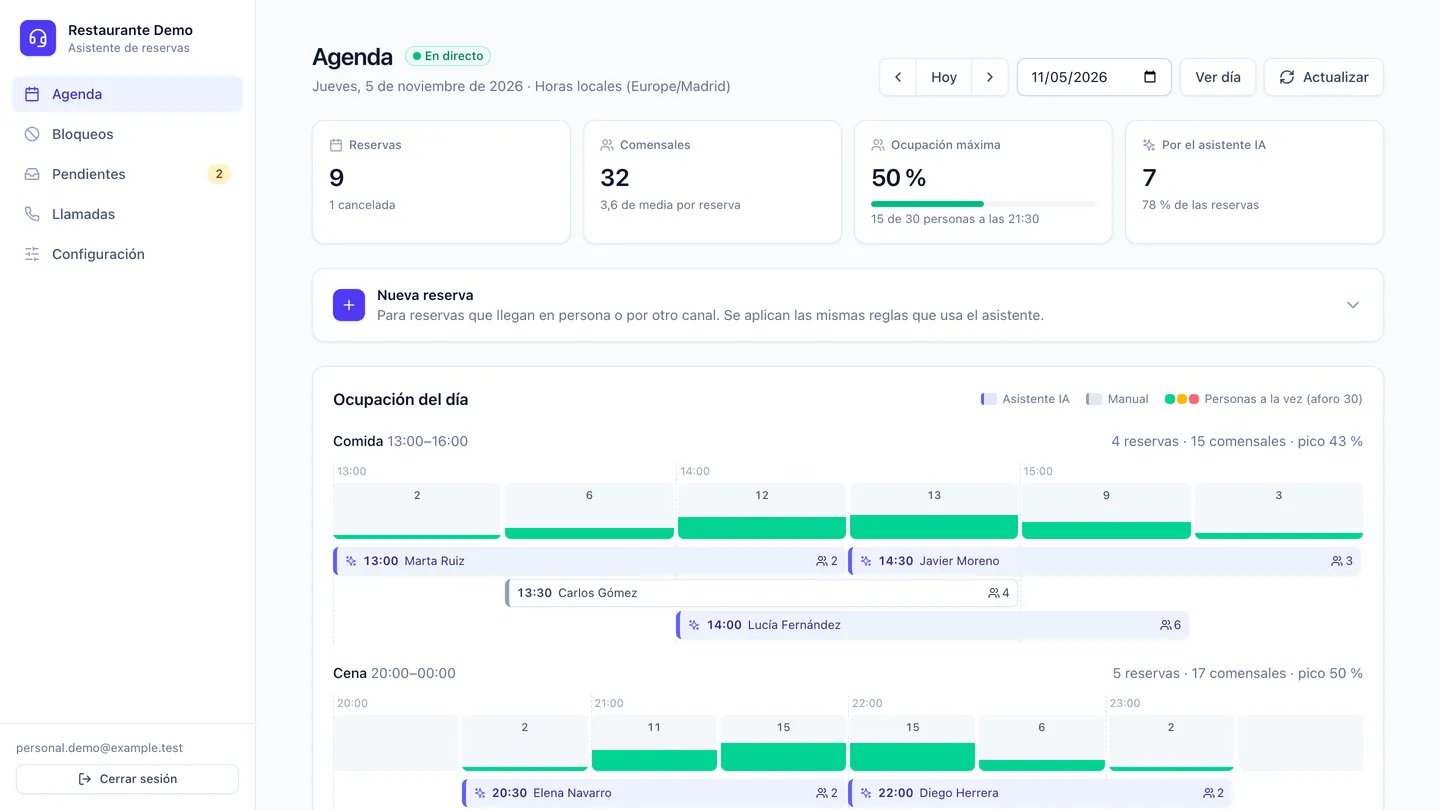 Restaurante Demo
Asistente de reservas
Agenda
Bloqueos
Pendientes 2
Llamadas
Configuración
personal.demo@example.test
Cerrar sesión
Agenda En directo
Jueves, 5 de noviembre de 2026 · Horas locales (Europe/Madrid)
Hoy 11/05/2026 Ver día Actualizar
Reservas
9
1 cancelada
Comensales
32
3,6 de media por reserva
Ocupación máxima
50 %
15 de 30 personas a las 21:30
Por el asistente IA
7
78 % de las reservas
Nueva reserva
Para reservas que llegan en persona o por otro canal. Se aplican las mismas reglas que usa el asistente.
Ocupación del día Asistente IA Manual Personas a la vez (aforo 30)
Comida 13:00–16:00 4 reservas · 15 comensales · pico 43 %
13:00 14:00 15:00
2 6 12 13 9 3
13:00 Marta Ruiz 2 14:30 Javier Moreno 3
13:30 Carlos Gómez 4
14:00 Lucía Fernández 6
Cena 20:00–00:00 5 reservas · 17 comensales · pico 50 %
20:00 21:00 22:00 23:00
2 11 15 15 6 2
20:30 Elena Navarro 2 22:00 Diego Herrera 2